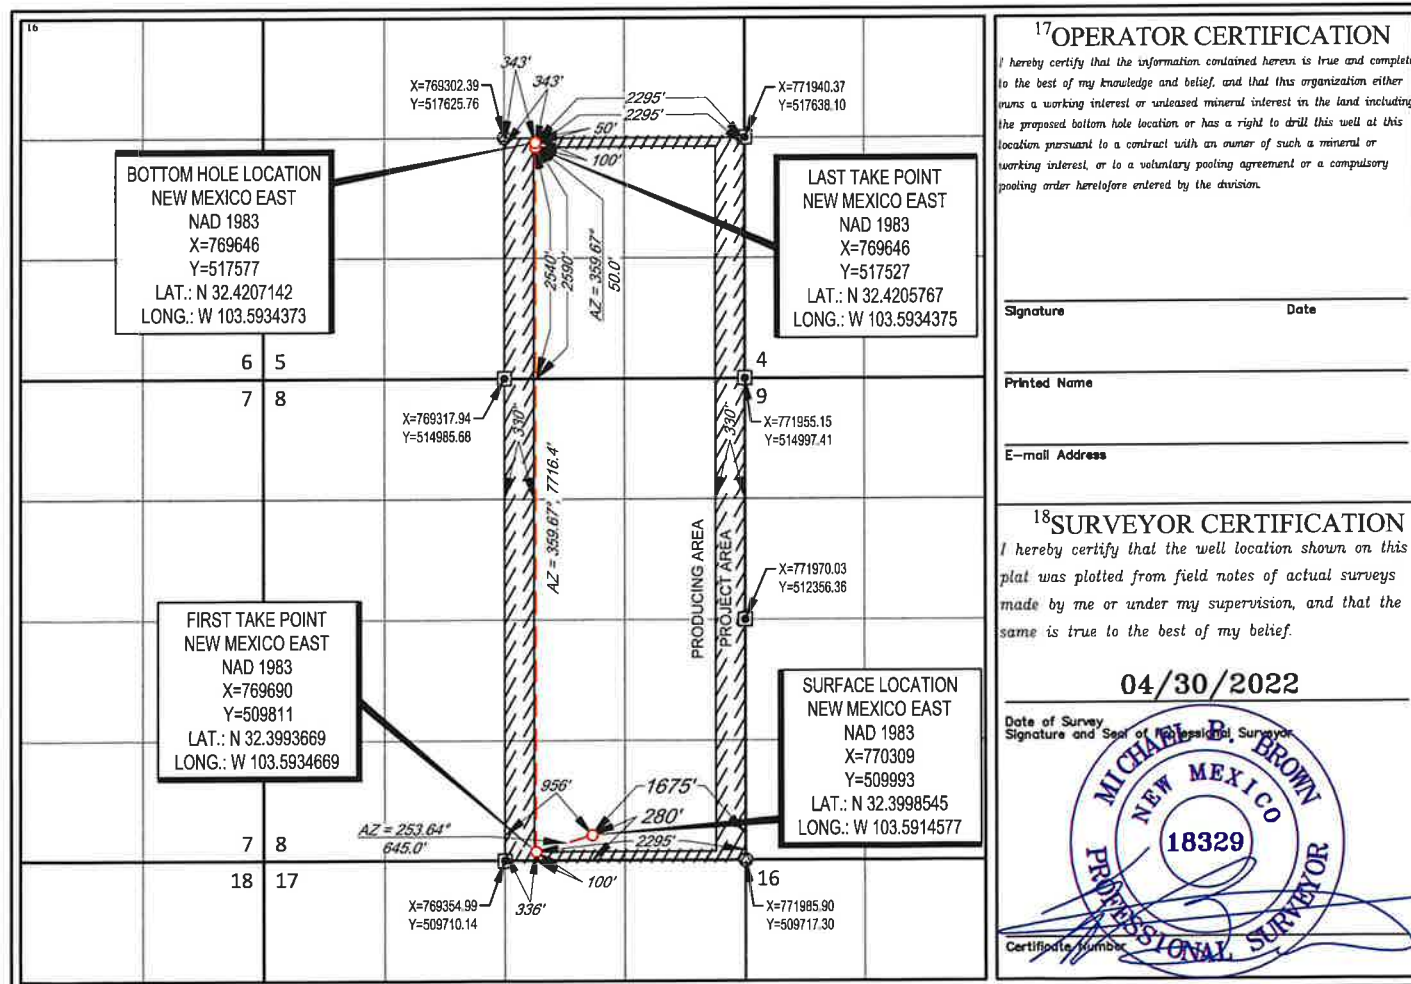 16
343'
343'
X=769302.39
Y=517625.76
2295'
2295'
X=771940.37
Y=517638.10
50'
100'
BOTTOM HOLE LOCATION
NEW MEXICO EAST
NAD 1983
X=769646
Y=517577
LAT.: N 32.4207142
LONG.: W 103.5934373
LAST TAKE POINT
NEW MEXICO EAST
NAD 1983
X=769646
Y=517527
LAT.: N 32.4205767
LONG.: W 103.5934375
2540'
2590'
AZ = 359.67°
50.0'
6 5
7 8
4
9
X=769317.94
Y=514985.68
330'
330'
X=771955.15
Y=514997.41
AZ = 359.67°, 7716.4'
PRODUCING AREA
PROJECT AREA
X=771970.03
Y=512356.36
FIRST TAKE POINT
NEW MEXICO EAST
NAD 1983
X=769690
Y=509811
LAT.: N 32.3993669
LONG.: W 103.5934669
SURFACE LOCATION
NEW MEXICO EAST
NAD 1983
X=770309
Y=509993
LAT.: N 32.3998545
LONG.: W 103.5914577
956'
1675'
280'
2295'
AZ = 253.64°
645.0'
7 8
18 17
16
100'
336'
X=769354.99
Y=509710.14
X=771985.90
Y=509717.30
17 OPERATOR CERTIFICATION
I hereby certify that the information contained herein is true and complete
to the best of my knowledge and belief, and that this organization either
owns a working interest or unleased mineral interest in the land including
the proposed bottom hole location or has a right to drill this well at this
location pursuant to a contract with an owner of such a mineral or
working interest, or to a voluntary pooling agreement or a compulsory
pooling order heretofore entered by the division.
Signature Date
Printed Name
E-mail Address
18 SURVEYOR CERTIFICATION
I hereby certify that the well location shown on this
plat was plotted from field notes of actual surveys
made by me or under my supervision, and that the
same is true to the best of my belief.
04/30/2022
Date of Survey
Signature and Seal of Professional Surveyor
MICHAEL B. BROWN
NEW MEXICO
18329
PROFESSIONAL SURVEYOR
Certificate Number